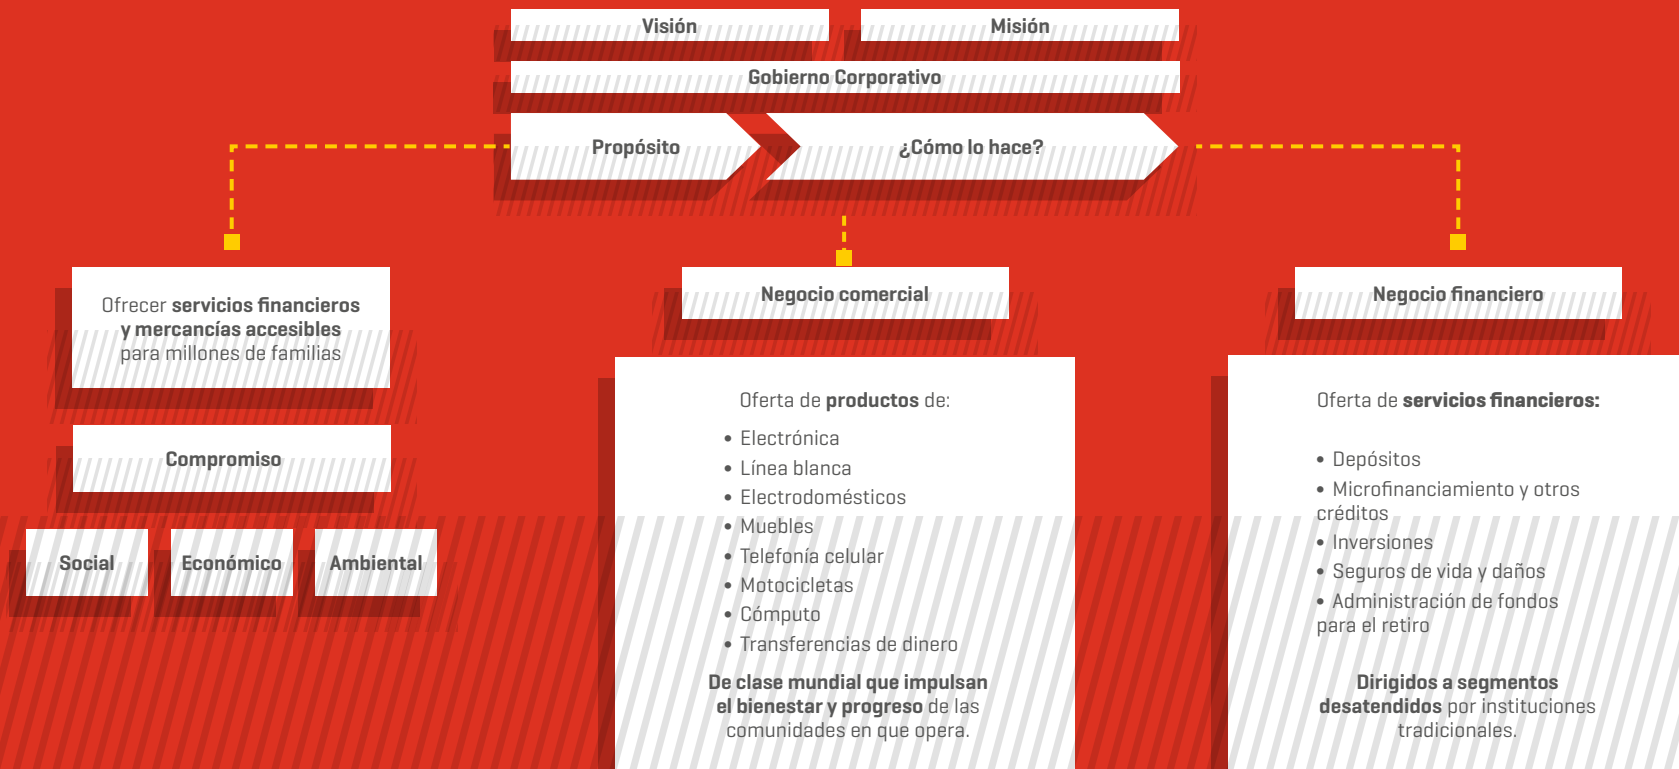 Visión
Misión
Gobierno Corporativo
Propósito
¿Cómo lo hace?
Ofrecer servicios financieros
y mercancías accesibles
para millones de familias
Compromiso
Social
Económico
Ambiental
Negocio comercial
Oferta de productos de:
• Electrónica
• Línea blanca
• Electrodomésticos
• Muebles
• Telefonía celular
• Motocicletas
• Cómputo
• Transferencias de dinero
De clase mundial que impulsan
el bienestar y progreso de las
comunidades en que opera.
Negocio financiero
Oferta de servicios financieros:
• Depósitos
• Microfinanciamiento y otros
créditos
• Inversiones
• Seguros de vida y daños
• Administración de fondos
para el retiro
Dirigidos a segmentos
desatendidos por instituciones
tradicionales.